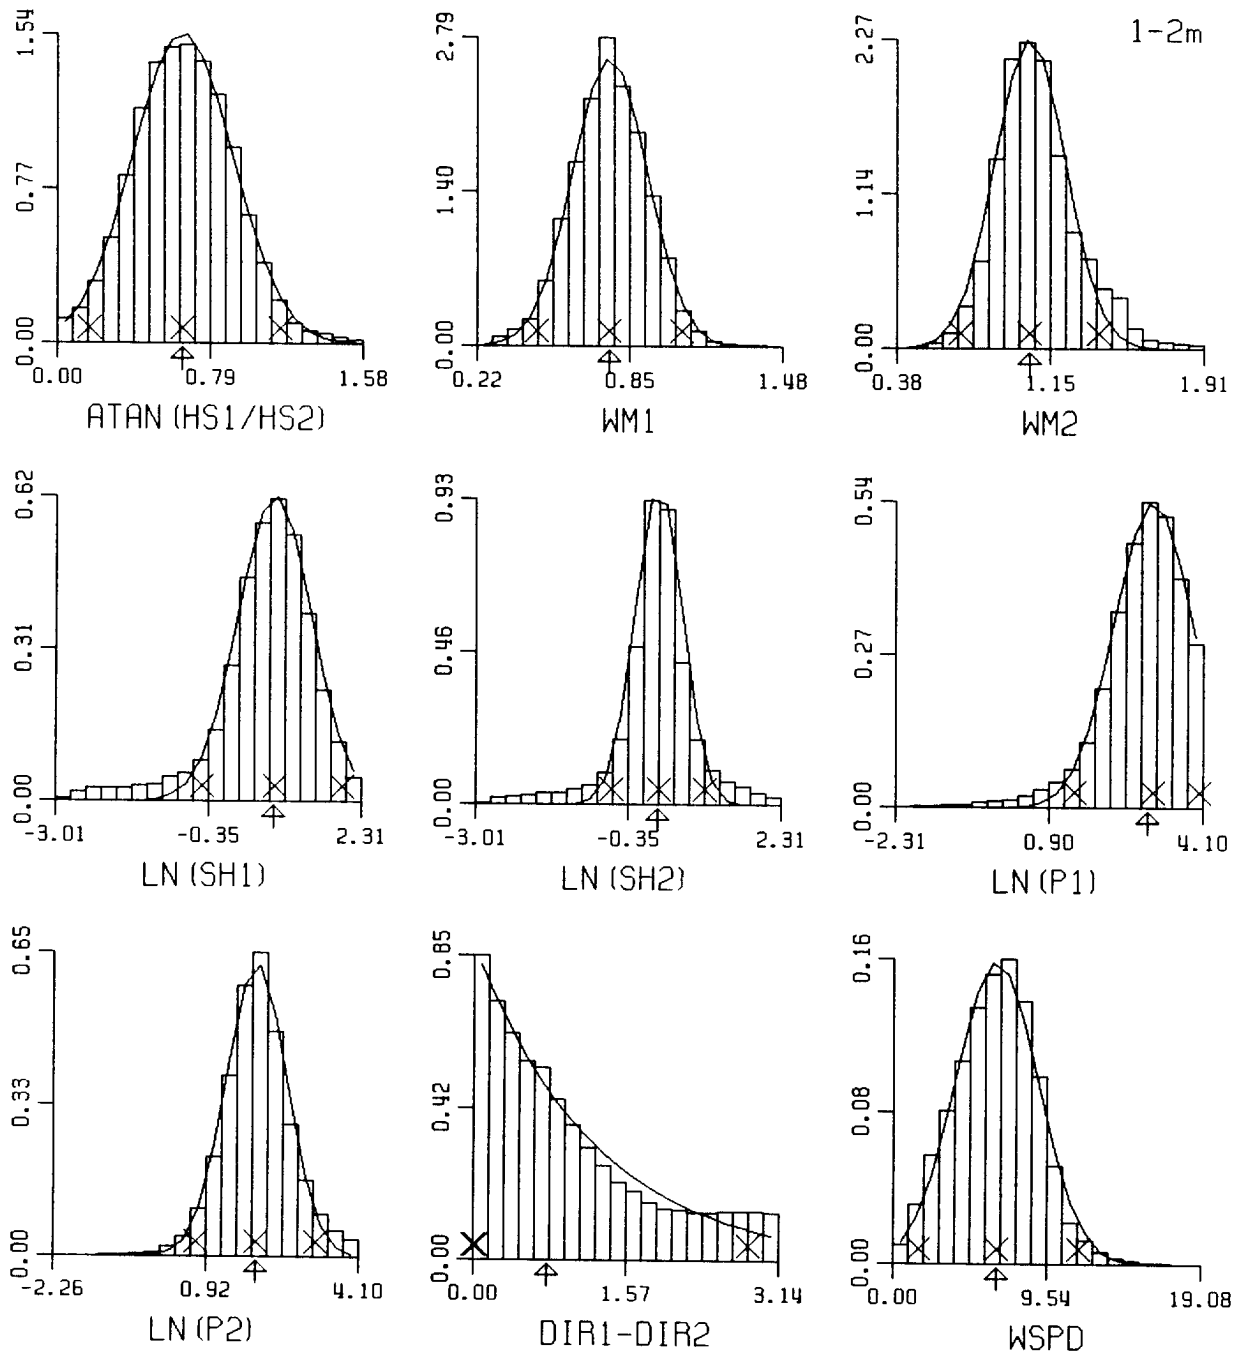 1-2m
1.54
0.77
0.00
0.00 0.79 1.58
ATAN(HS1/HS2)
2.79
1.40
0.00
0.22 0.85 1.48
WM1
2.27
1.14
0.00
0.38 1.15 1.91
WM2
0.62
0.31
0.00
-3.01 -0.35 2.31
LN(SH1)
0.93
0.46
0.00
-3.01 -0.35 2.31
LN(SH2)
0.54
0.27
0.00
-2.31 0.90 4.10
LN(P1)
0.65
0.33
0.00
-2.26 0.92 4.10
LN(P2)
0.85
0.42
0.00
0.00 1.57 3.14
DIR1-DIR2
0.16
0.08
0.00
0.00 9.54 19.08
WSPD